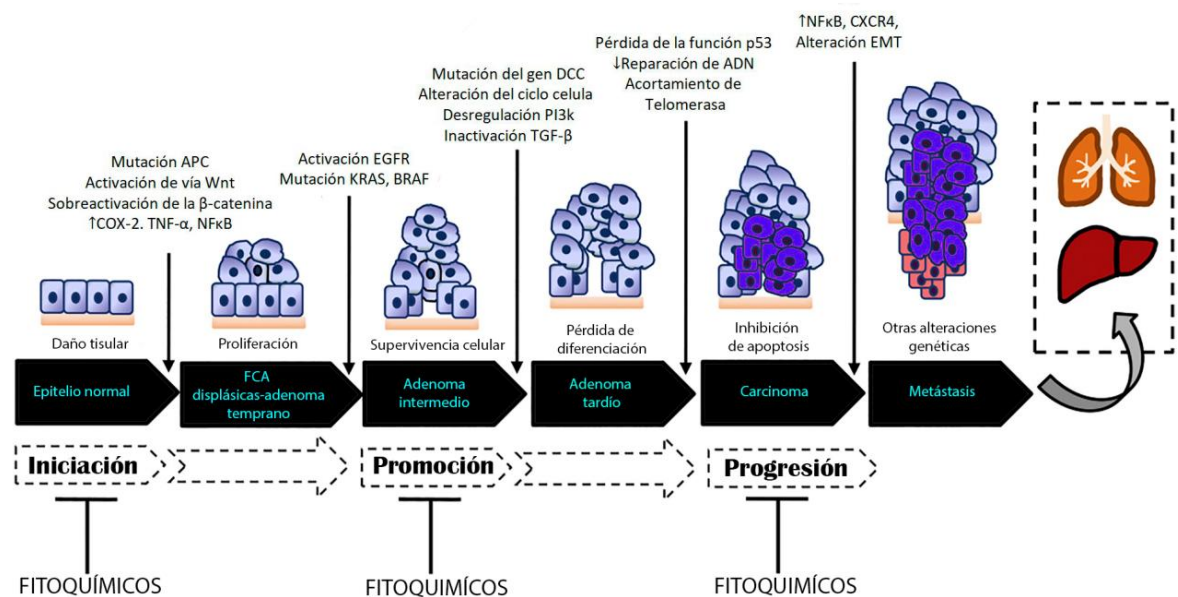 ↑NFκB, CXCR4,
Alteración EMT
Pérdida de la función p53
↓Reparación de ADN
Acortamiento de
Telomerasa
Mutación del gen DCC
Alteración del ciclo celula
Desregulación PI3k
Inactivación TGF-β
Activación EGFR
Mutación KRAS, BRAF
Mutación APC
Activación de vía Wnt
Sobreactivación de la β-catenina
↑COX-2. TNF-α, NFκB
Daño tisular
Proliferación
Supervivencia celular
Pérdida de
diferenciación
Inhibición
de apoptosis
Otras alteraciones
genéticas
Epitelio normal
FCA
displásicas-adenoma
temprano
Adenoma
intermedio
Adenoma
tardío
Carcinoma
Metástasis
Iniciación
Promoción
Progresión
FITOQUÍMICOS
FITOQUIMÍCOS
FITOQUIMÍCOS